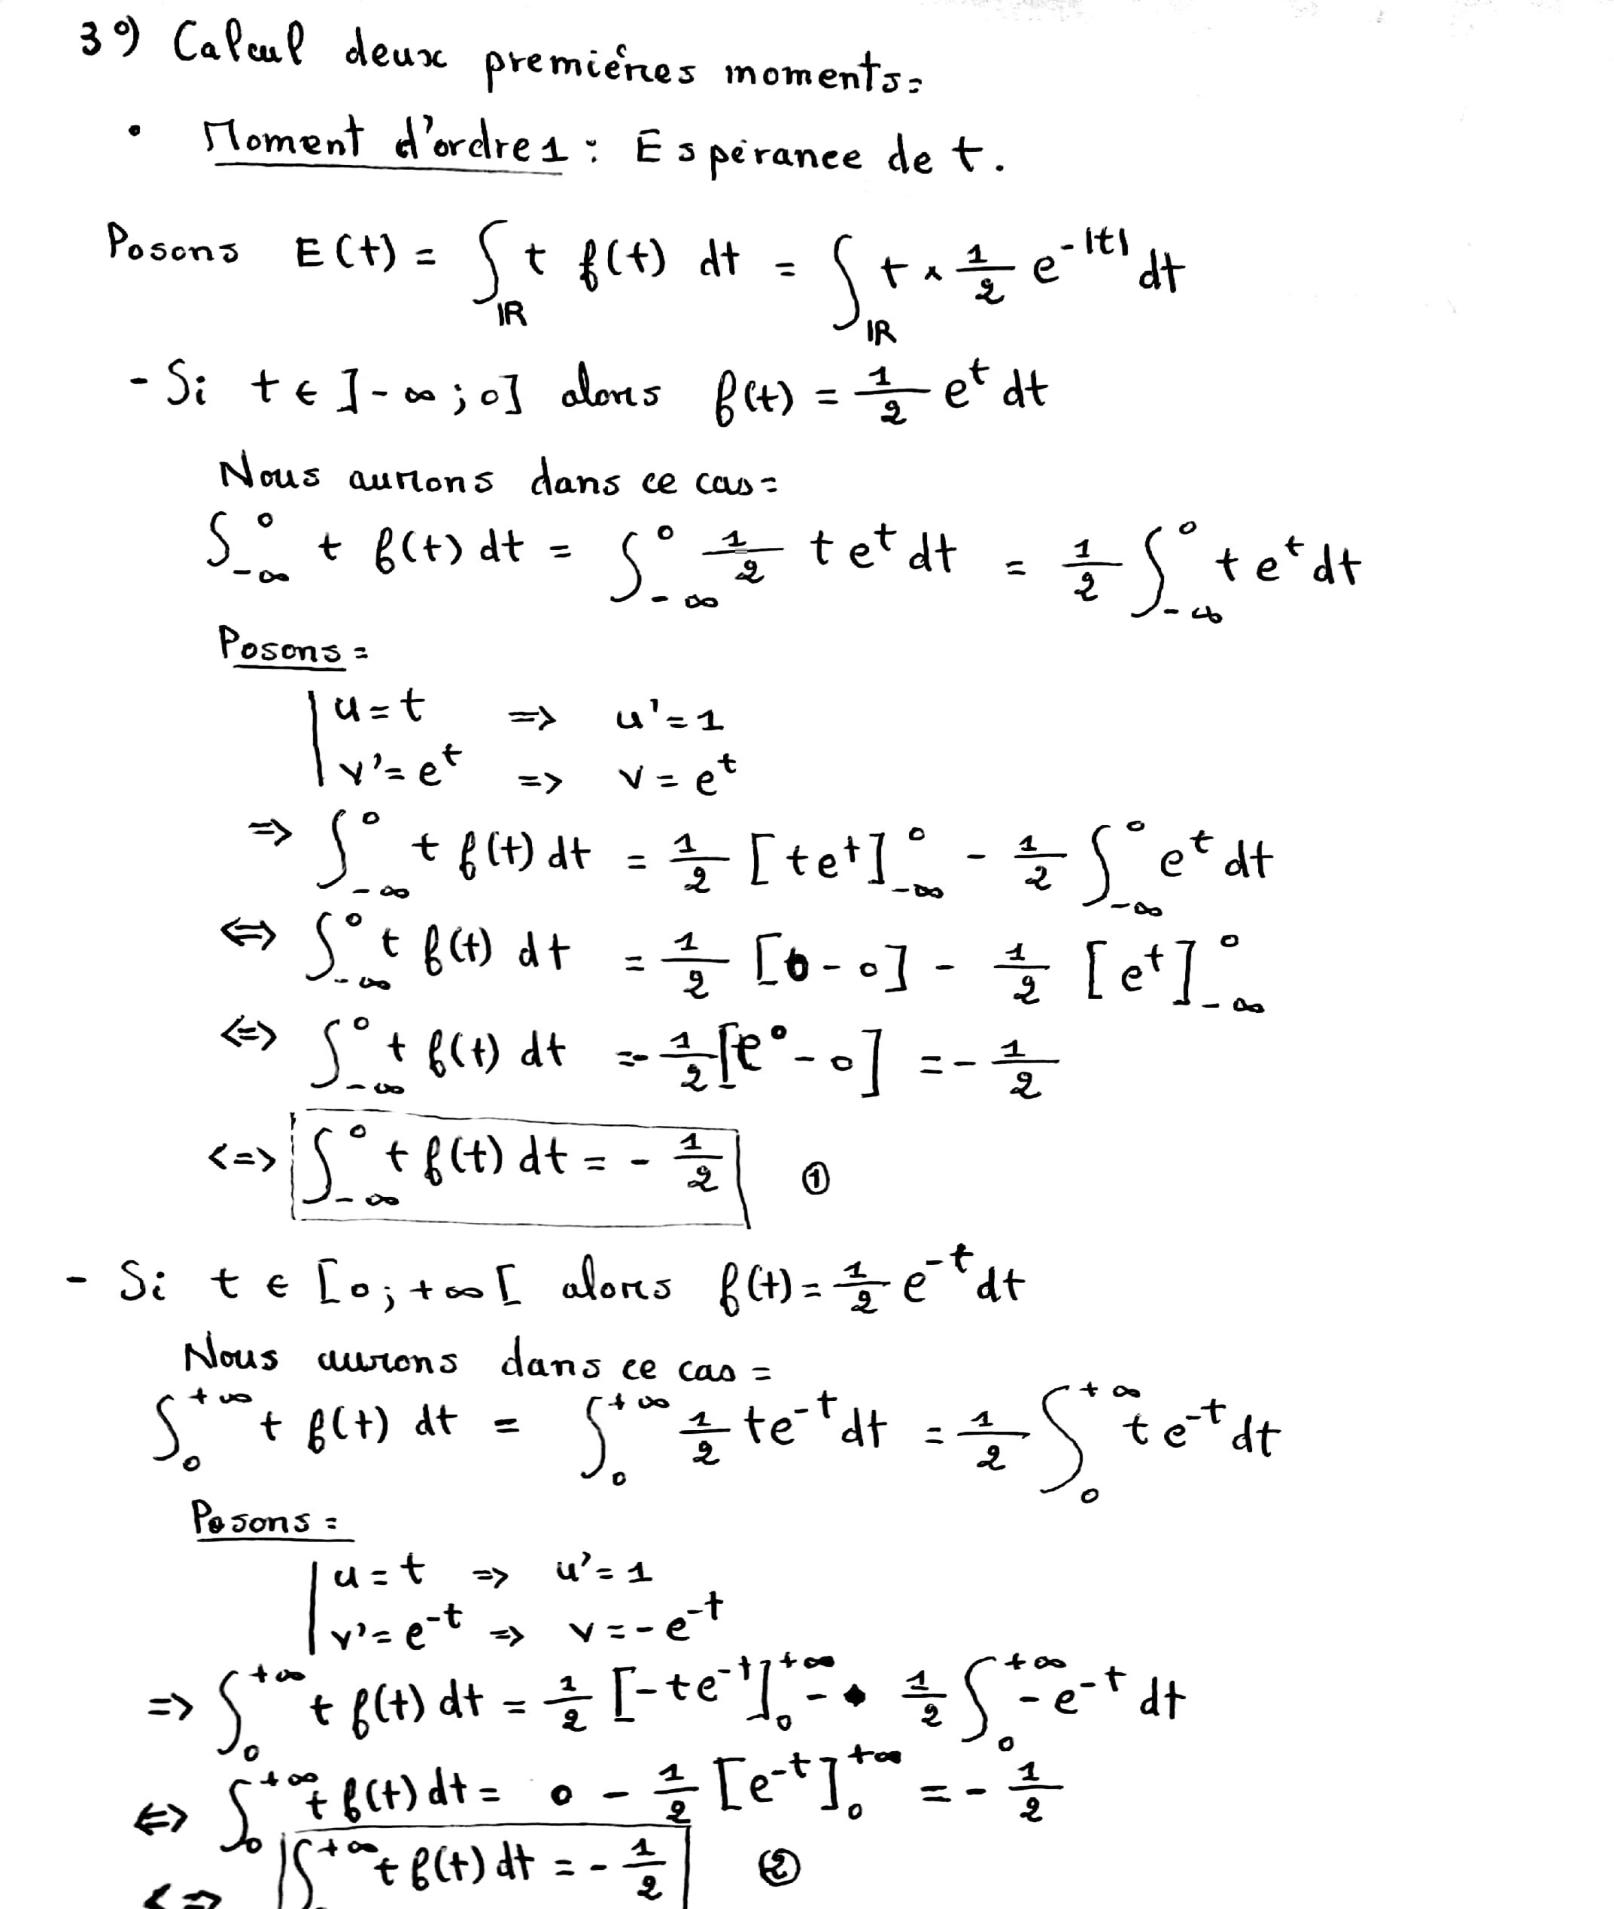 3°) Calcul deux premières moments:
• Moment d'ordre 1 : Espérance de t.
Posons E(t) = ∫_IR t f(t) dt = ∫_IR t × 1/2 e^{-|t|} dt
- Si t ∈ ]-∞ ; 0] alors f(t) = 1/2 e^t dt
Nous aurons dans ce cas :
∫_{-∞}^0 t f(t) dt = ∫_{-∞}^0 1/2 t e^t dt = 1/2 ∫_{-∞}^0 t e^t dt
Posons :
| u = t => u' = 1
| v' = e^t => v = e^t
=> ∫_{-∞}^0 t f(t) dt = 1/2 [t e^t]_{-∞}^0 - 1/2 ∫_{-∞}^0 e^t dt
<=> ∫_{-∞}^0 t f(t) dt = 1/2 [0 - 0] - 1/2 [e^t]_{-∞}^0
<=> ∫_{-∞}^0 t f(t) dt = - 1/2 [e^0 - 0] = - 1/2
<=> ∫_{-∞}^0 t f(t) dt = - 1/2 ①
- Si t ∈ [0 ; +∞[ alors f(t) = 1/2 e^{-t} dt
Nous aurons dans ce cas :
∫_0^{+∞} t f(t) dt = ∫_0^{+∞} 1/2 t e^{-t} dt = 1/2 ∫_0^{+∞} t e^{-t} dt
Posons :
| u = t => u' = 1
| v' = e^{-t} => v = -e^{-t}
=> ∫_0^{+∞} t f(t) dt = 1/2 [-t e^{-t}]_0^{+∞} - 1/2 ∫_0^{+∞} -e^{-t} dt
<=> ∫_0^{+∞} t f(t) dt = 0 - 1/2 [e^{-t}]_0^{+∞} = - 1/2
<=> ∫^{+∞} t f(t) dt = - 1/2 ②